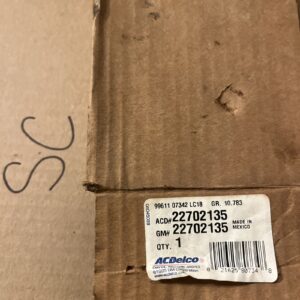 SC
99611 07342 LC18 GR. 10.783
ACD# 22702135
GM# 22702135
MADE IN
MEXICO
QTY. 1
ACDelco